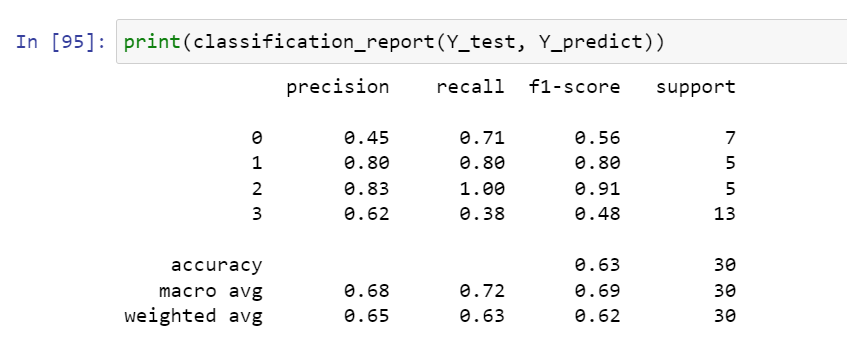 In [95]: print(classification_report(Y_test, Y_predict))
precision recall f1-score support
0 0.45 0.71 0.56 7
1 0.80 0.80 0.80 5
2 0.83 1.00 0.91 5
3 0.62 0.38 0.48 13
accuracy 0.63 30
macro avg 0.68 0.72 0.69 30
weighted avg 0.65 0.63 0.62 30